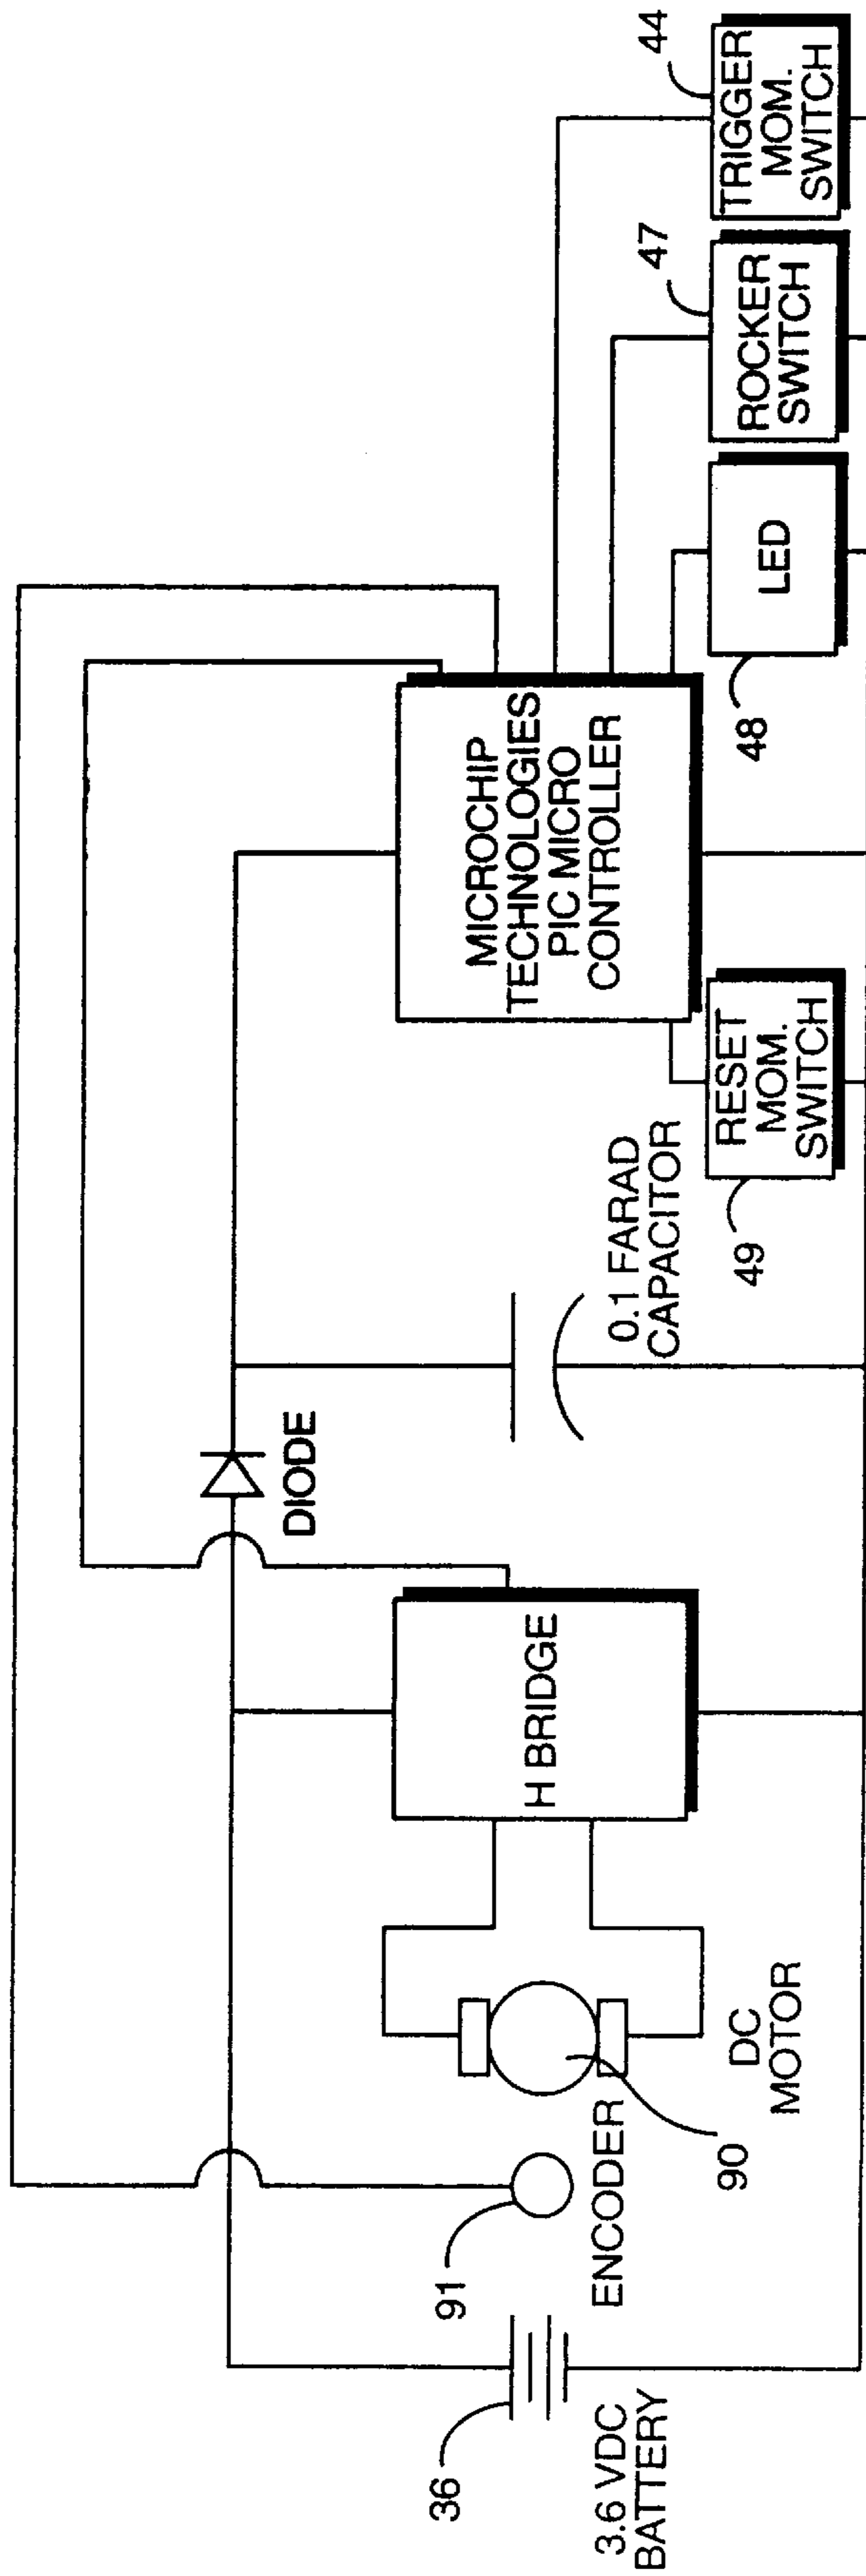 36
3.6 VDC
BATTERY
91
ENCODER
90
DC
MOTOR
H BRIDGE
DIODE
0.1 FARAD
CAPACITOR
49
RESET
MOM.
SWITCH
MICROCHIP
TECHNOLOGIES
PIC MICRO
CONTROLLER
48
LED
47
ROCKER
SWITCH
44
TRIGGER
MOM.
SWITCH